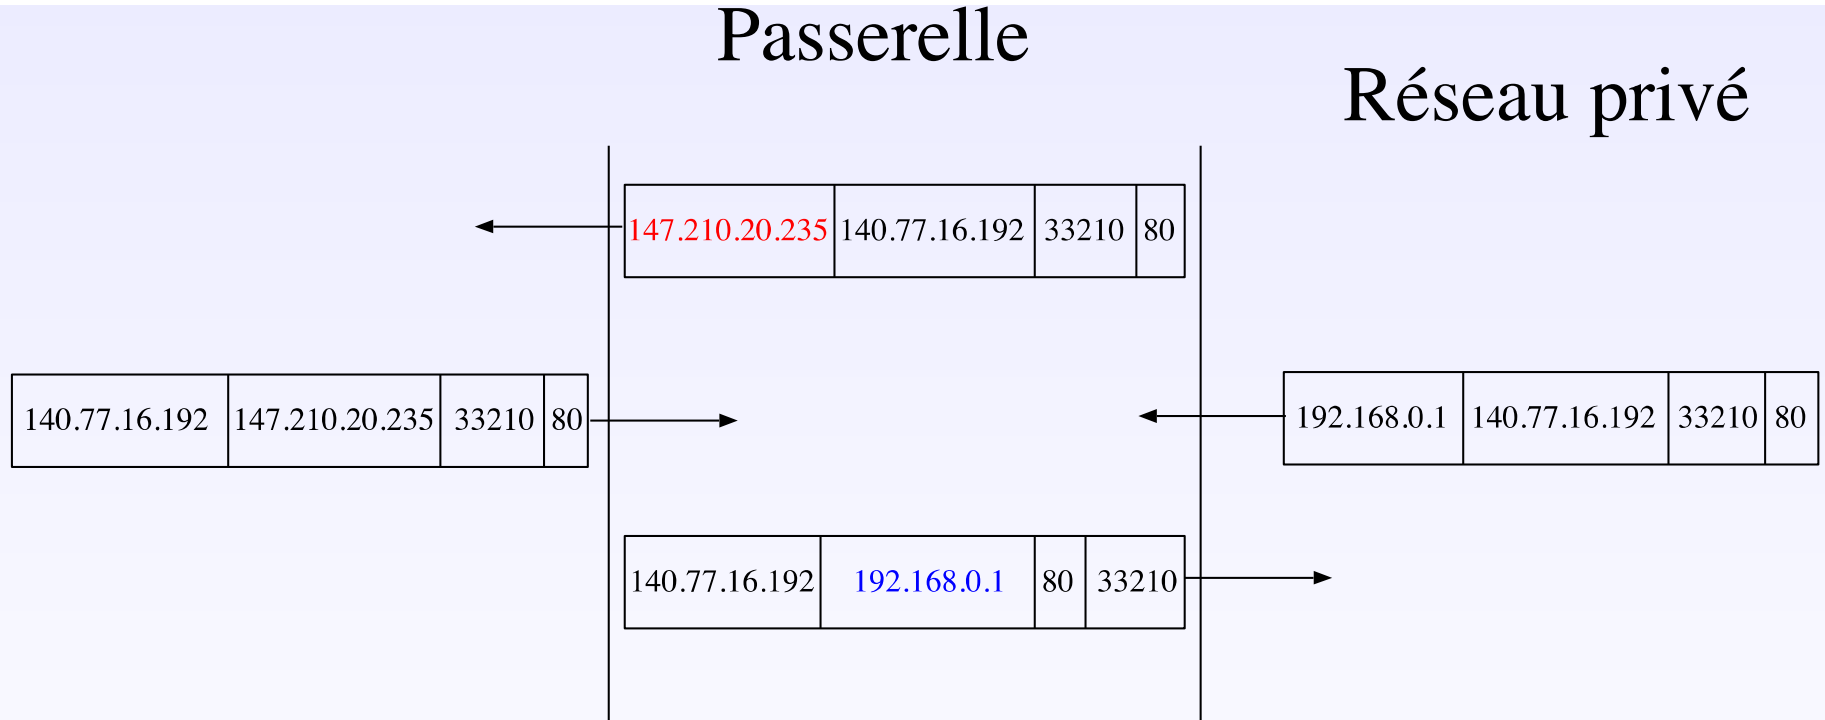 Passerelle
Réseau privé
147.210.20.235 140.77.16.192 33210 80
140.77.16.192 147.210.20.235 33210 80
192.168.0.1 140.77.16.192 33210 80
140.77.16.192 192.168.0.1 80 33210